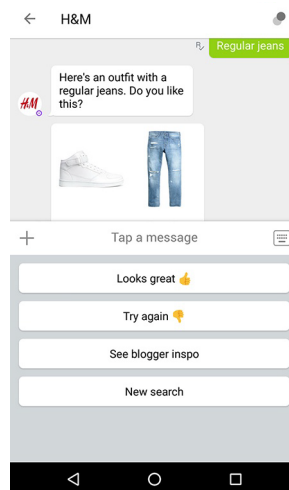 H&M
Regular jeans
Here's an outfit with a
regular jeans. Do you like
this?
H&M
Tap a message
Looks great 👍
Try again 👎
See blogger inspo
New search